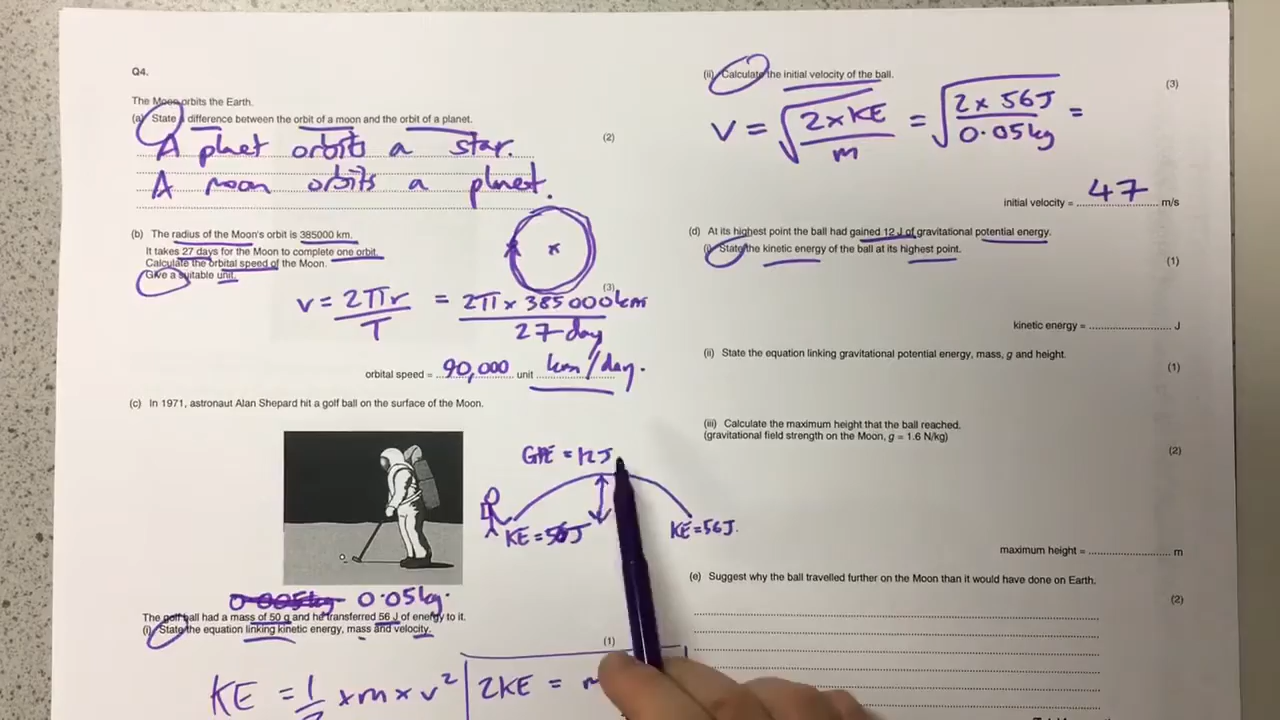 Q4.
The Moon orbits the Earth.
(a) State difference between the orbit of a moon and the orbit of a planet.
(2)
A planet orbits a star.
A moon orbits a planet.
(b) The radius of the Moon's orbit is 385000 km.
It takes 27 days for the Moon to complete one orbit.
Calculate the orbital speed of the Moon.
Give a suitable unit.
(3)
v = 2πr / T = 2π x 385000km / 27 day
orbital speed = 90,000 unit km/day.
(c) In 1971, astronaut Alan Shepard hit a golf ball on the surface of the Moon.
GPE = 12J
KE = 56J
KE=56J.
0.005kg 0.05kg.
The golf ball had a mass of 50 g and he transferred 56 J of energy to it.
(i) State the equation linking kinetic energy, mass and velocity.
(1)
KE = 1/2 x m x v² 2KE = m
(ii) Calculate the initial velocity of the ball.
(3)
V = √2xKE / m = √2 x 56J / 0.05kg =
initial velocity = 47 m/s
(d) At its highest point the ball had gained 12 J of gravitational potential energy.
(i) State the kinetic energy of the ball at its highest point.
(1)
kinetic energy = J
(ii) State the equation linking gravitational potential energy, mass, g and height.
(1)
(iii) Calculate the maximum height that the ball reached.
(gravitational field strength on the Moon, g = 1.6 N/kg)
(2)
maximum height = m
(e) Suggest why the ball travelled further on the Moon than it would have done on Earth.
(2)